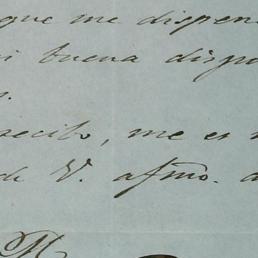 que me dispen
i buena dispo
s.
recibo, me es
de V. afmo.
M